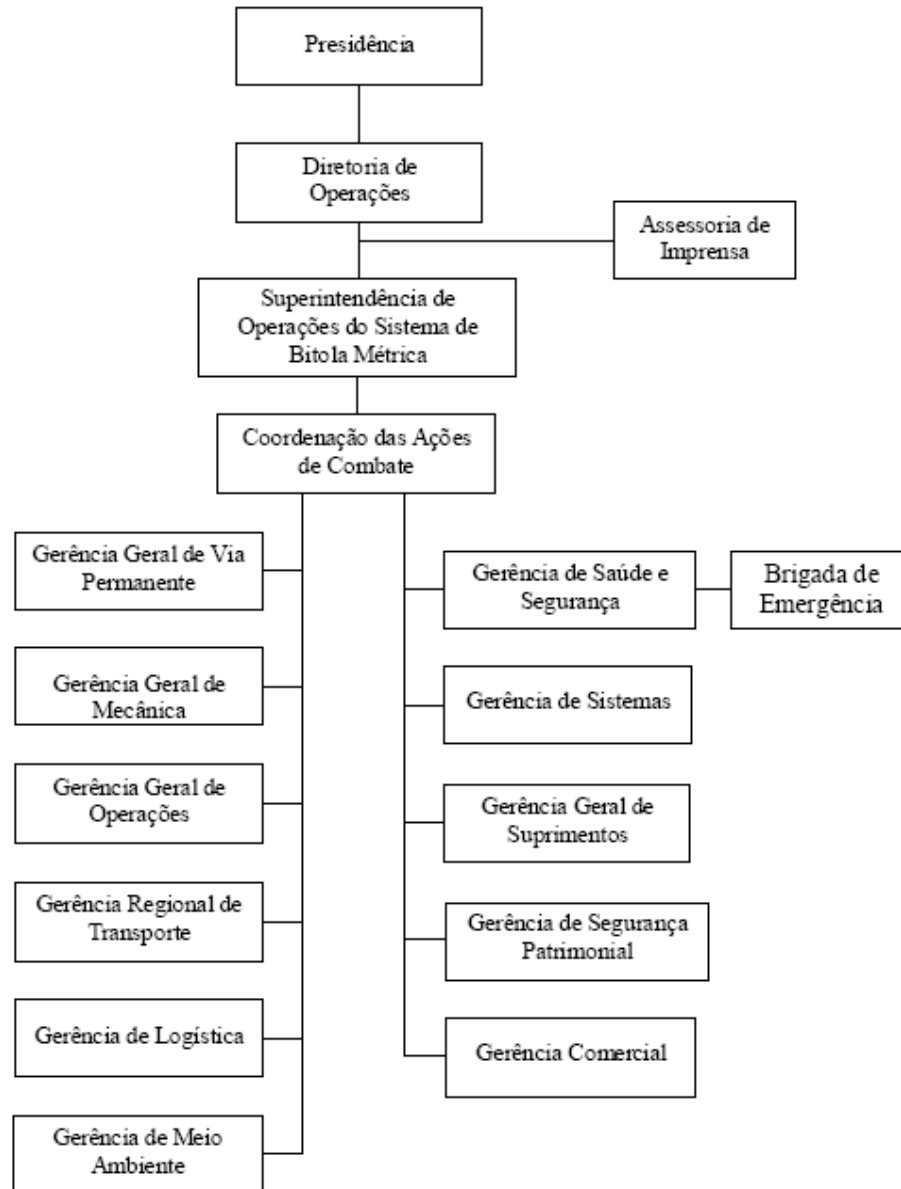 Presidência
Diretoria de
Operações
Assessoria de
Imprensa
Superintendência de
Operações do Sistema de
Bitola Métrica
Coordenação das Ações
de Combate
Gerência Geral de Via
Permanente
Gerência Geral de
Mecânica
Gerência Geral de
Operações
Gerência Regional de
Transporte
Gerência de Logística
Gerência de Meio
Ambiente
Gerência de Saúde e
Segurança
Brigada de
Emergência
Gerência de Sistemas
Gerência Geral de
Suprimentos
Gerência de Segurança
Patrimonial
Gerência Comercial